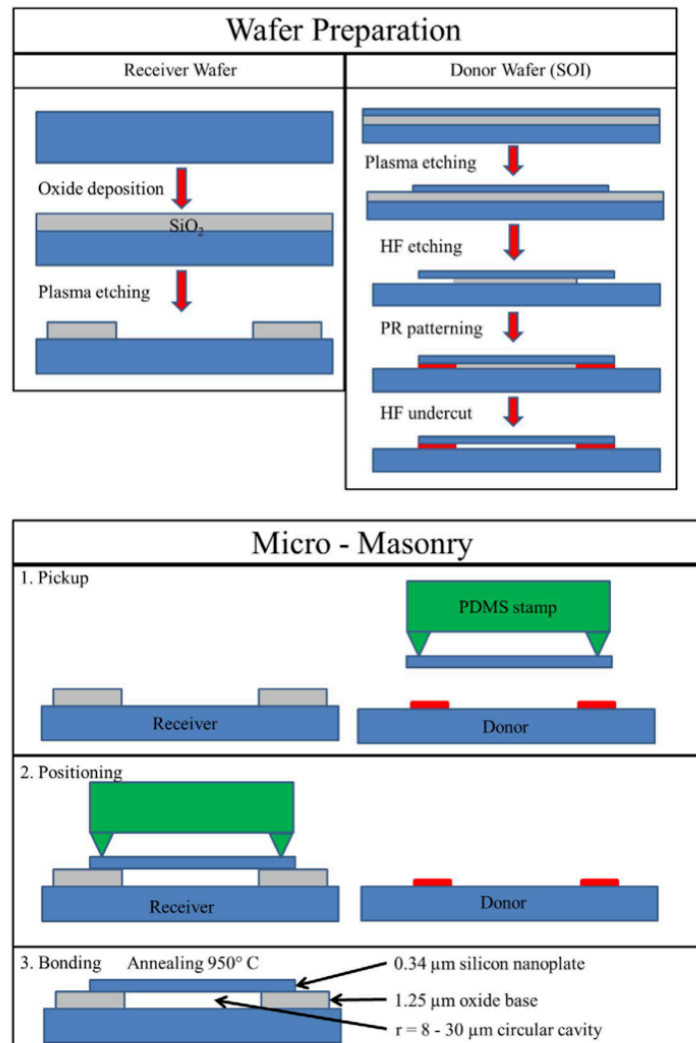 Wafer Preparation
Receiver Wafer
Donor Wafer (SOI)
Oxide deposition
SiO₂
Plasma etching
Plasma etching
HF etching
PR patterning
HF undercut
Micro - Masonry
1. Pickup
PDMS stamp
Receiver
Donor
2. Positioning
Receiver
Donor
3. Bonding Annealing 950° C
0.34 µm silicon nanoplate
1.25 µm oxide base
r = 8 - 30 µm circular cavity